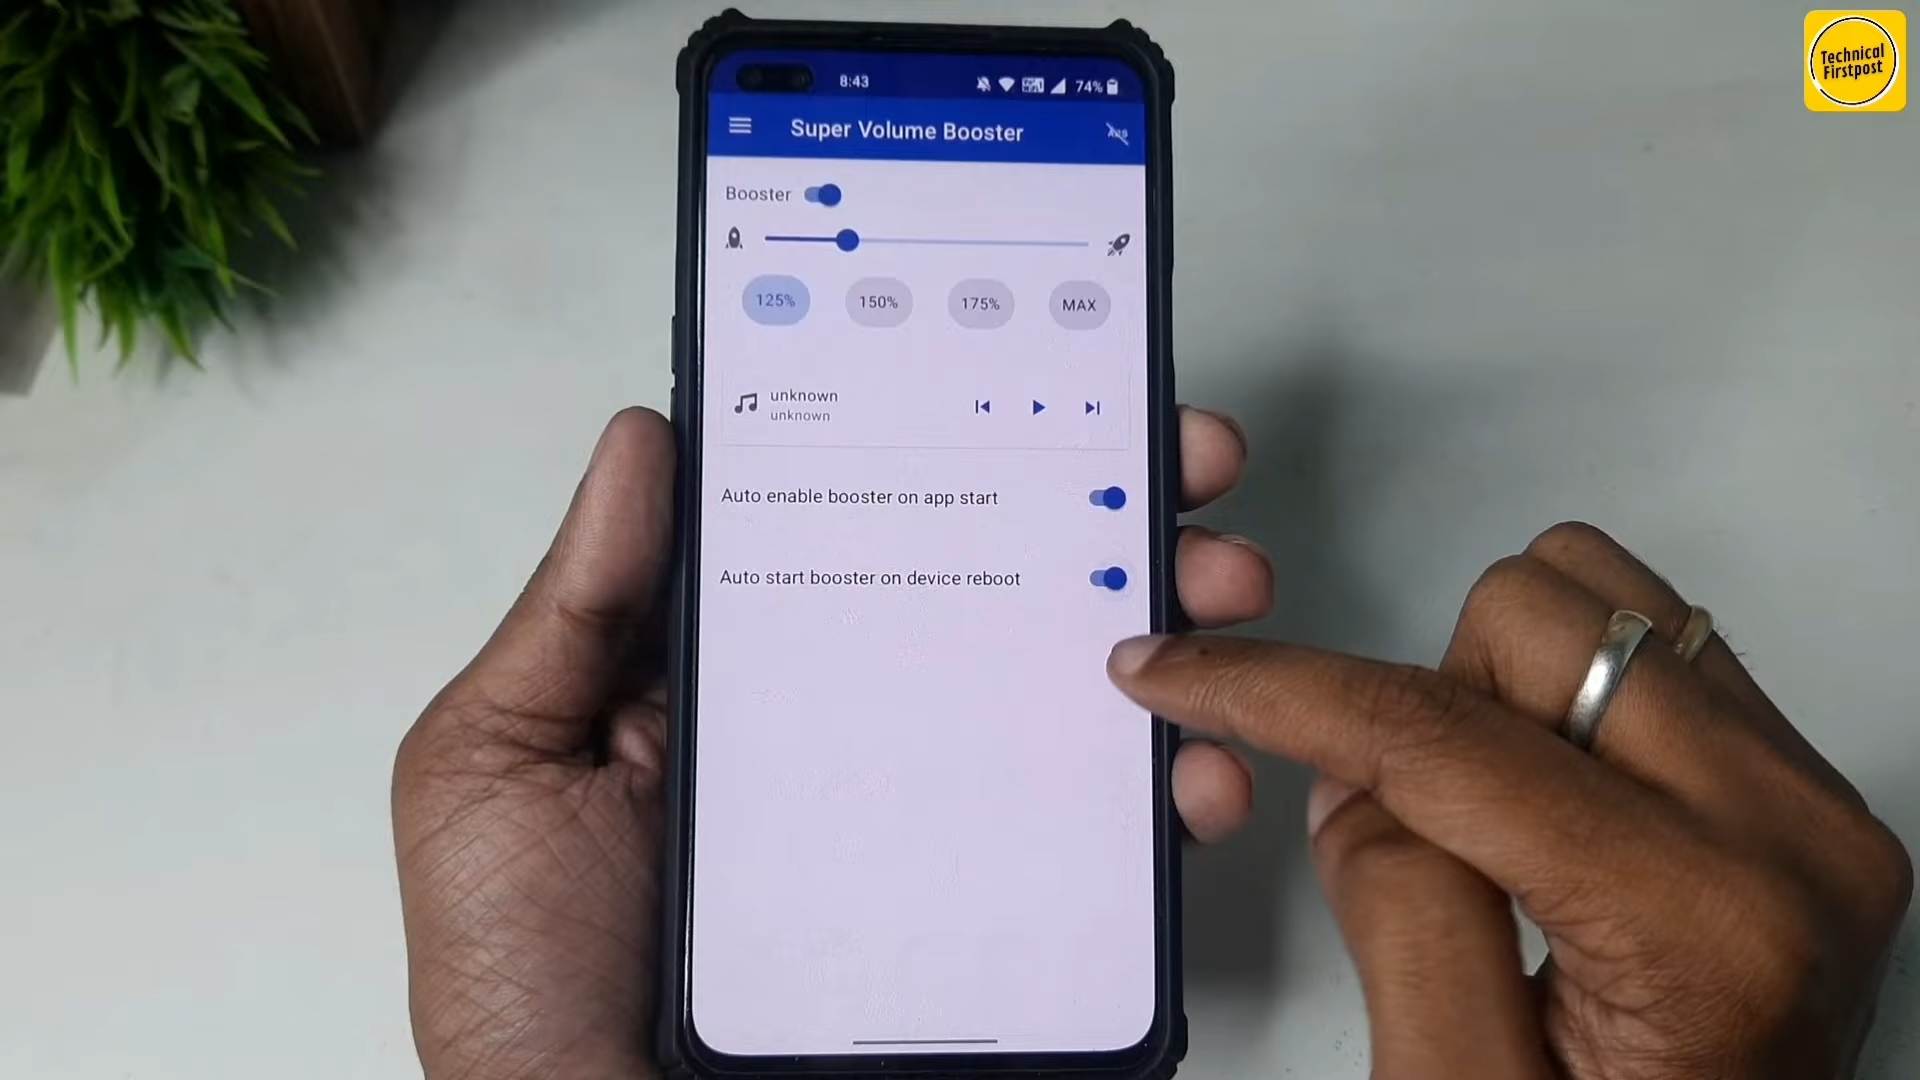 Technical
Firstpost
8:43
74%
Super Volume Booster
Ads
Booster
125%
150%
175%
MAX
unknown
unknown
Auto enable booster on app start
Auto start booster on device reboot